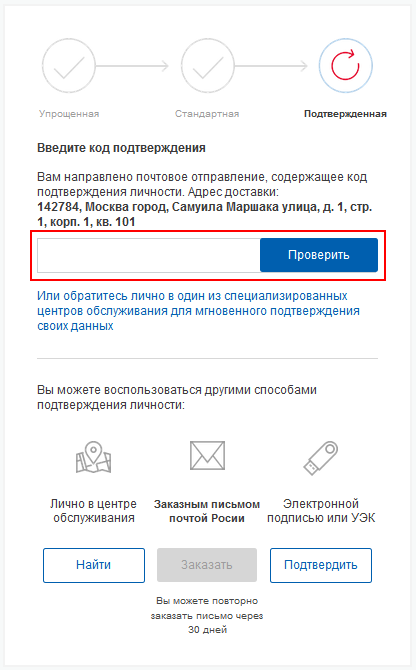 Упрощенная
Стандартная
Подтвержденная
Введите код подтверждения
Вам направлено почтовое отправление, содержащее код
подтверждения личности. Адрес доставки:
142784, Москва город, Самуила Маршака улица, д. 1, стр.
1, корп. 1, кв. 101
Проверить
Или обратитесь лично в один из специализированных
центров обслуживания для мгновенного подтверждения
своих данных
Вы можете воспользоваться другими способами
подтверждения личности:
Лично в центре
обслуживания
Заказным письмом
почтой Росии
Электронной
подписью или УЭК
Найти
Заказать
Подтвердить
Вы можете повторно
заказать письмо через
30 дней